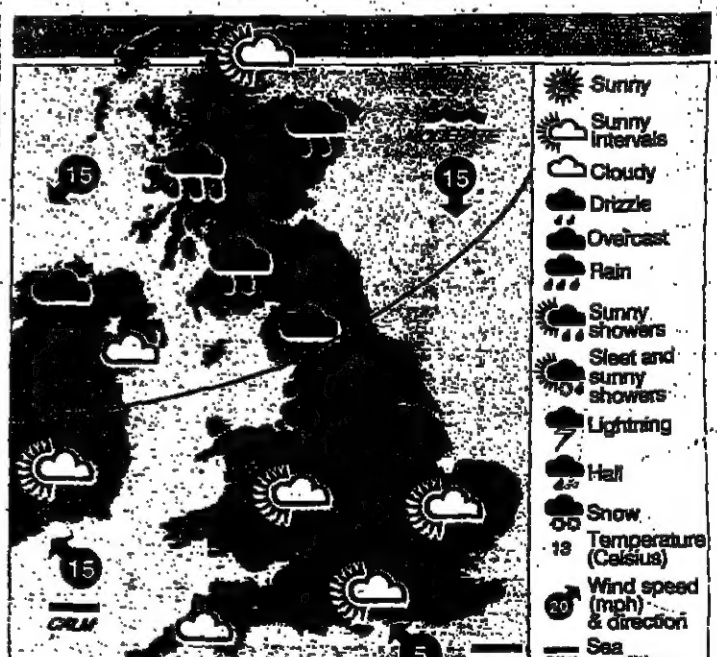 15
15
15
CALM
5
Sunny
Sunny
Intervals
Cloudy
Drizzle
Overcast
Rain
Sunny
showers
Sleet and
sunny
showers
Lightning
Hail
Snow
13 Temperature
(Celsius)
20 Wind speed
(mph)
& direction
Sea